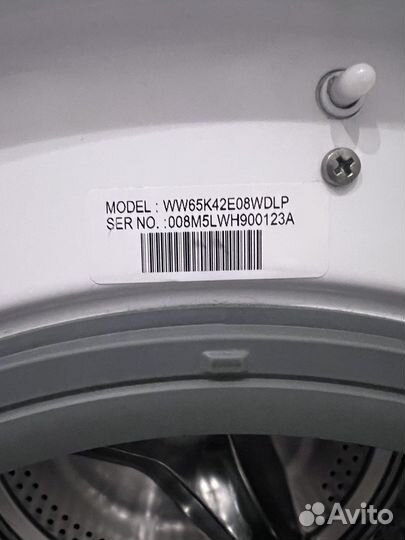 MODEL : WW65K42E08WDLP
SER NO. :008M5LWH900123A
Avito